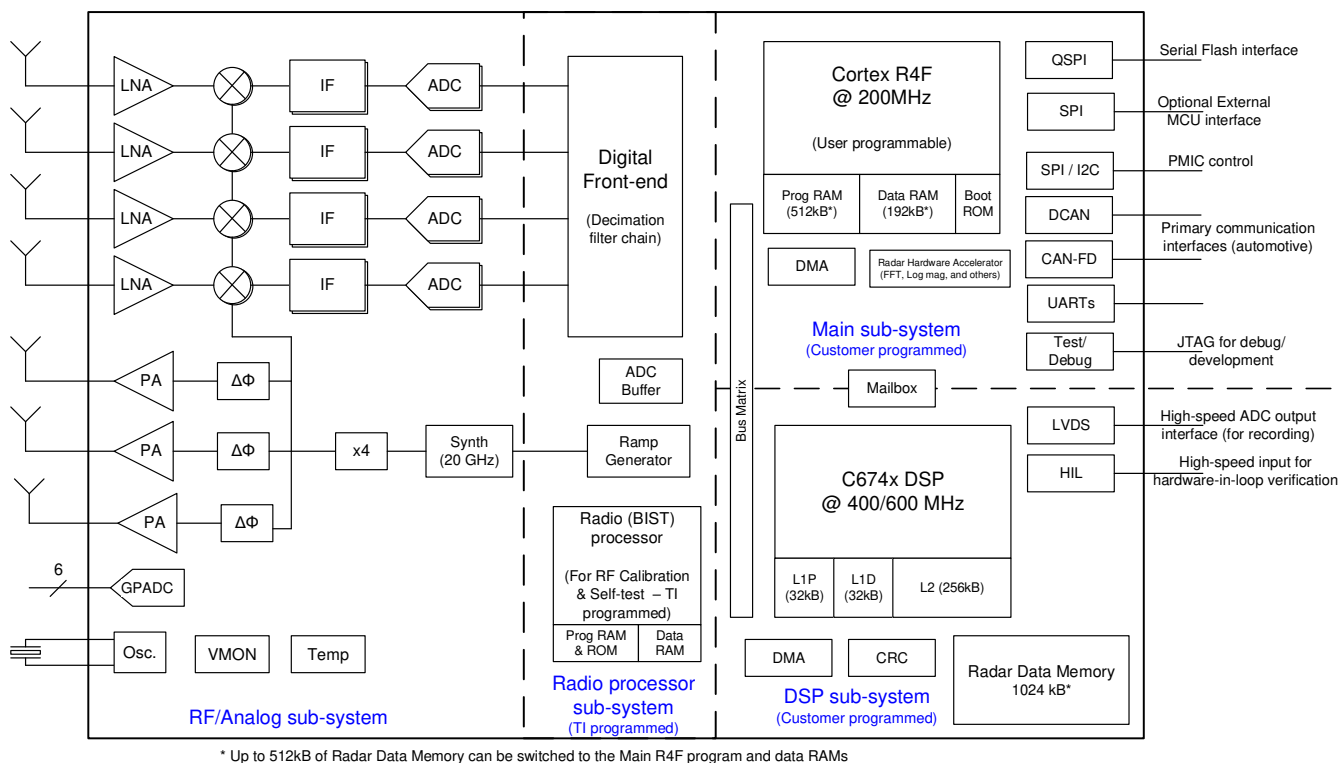 LNA
IF
ADC
LNA
IF
ADC
LNA
IF
ADC
LNA
IF
ADC
PA
ΔΦ
PA
ΔΦ
x4
Synth
(20 GHz)
PA
ΔΦ
6
GPADC
Osc.
VMON
Temp
RF/Analog sub-system
Digital
Front-end
(Decimation
filter chain)
ADC
Buffer
Ramp
Generator
Radio (BIST)
processor
(For RF Calibration
& Self-test – TI
programmed)
Prog RAM
& ROM
Data
RAM
Radio processor
sub-system
(TI programmed)
Bus Matrix
Cortex R4F
@ 200MHz
(User programmable)
Prog RAM
(512kB*)
Data RAM
(192kB*)
Boot
ROM
DMA
Radar Hardware Accelerator
(FFT, Log mag, and others)
Main sub-system
(Customer programmed)
Mailbox
C674x DSP
@ 400/600 MHz
L1P
(32kB)
L1D
(32kB)
L2 (256kB)
DMA
CRC
DSP sub-system
(Customer programmed)
Radar Data Memory
1024 kB*
QSPI
Serial Flash interface
SPI
Optional External
MCU interface
SPI / I2C
PMIC control
DCAN
Primary communication
interfaces (automotive)
CAN-FD
UARTs
Test/
Debug
JTAG for debug/
development
LVDS
High-speed ADC output
interface (for recording)
HIL
High-speed input for
hardware-in-loop verification
* Up to 512kB of Radar Data Memory can be switched to the Main R4F program and data RAMs